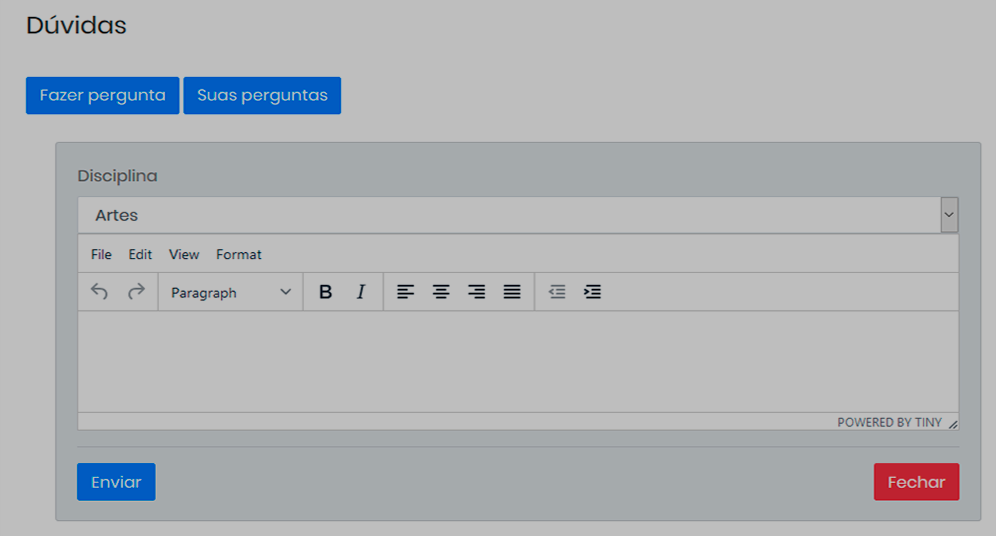 Dúvidas
Fazer pergunta Suas perguntas
Disciplina
Artes
File Edit View Format
Paragraph B I
POWERED BY TINY
Enviar Fechar